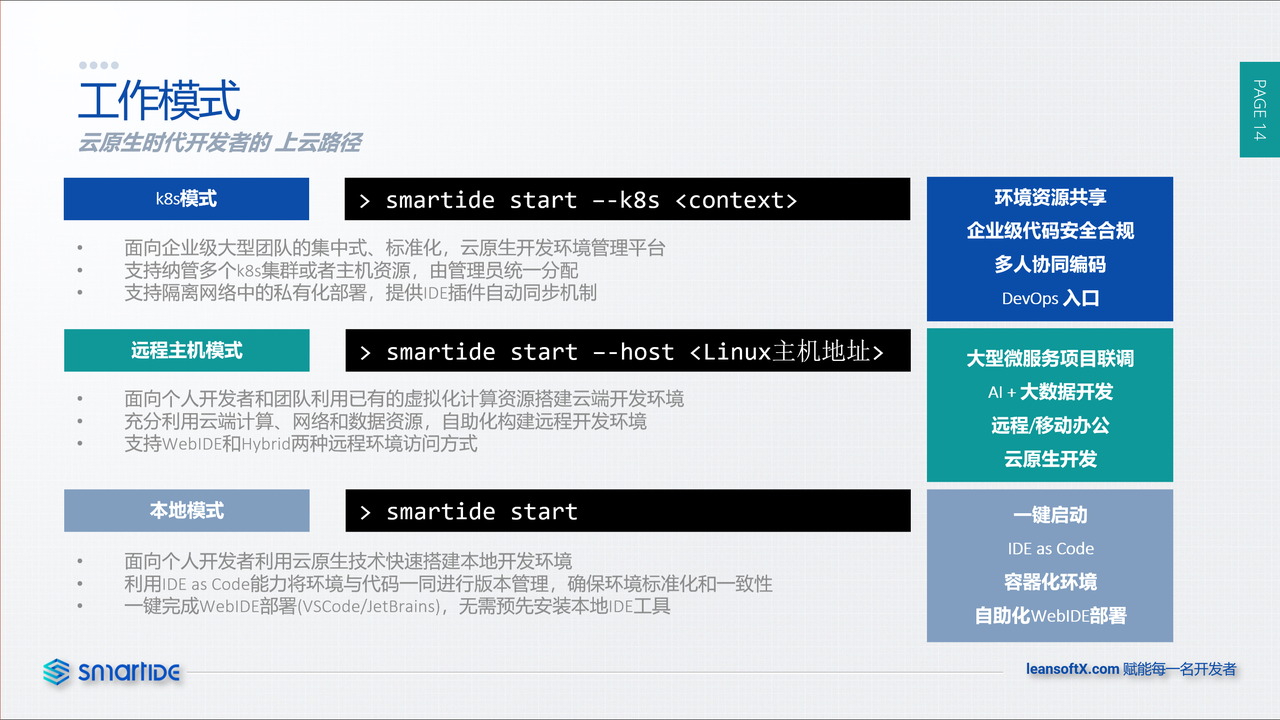 工作模式
云原生时代开发者的 上云路径
PAGE 14
k8s模式
> smartide start --k8s <context>
• 面向企业级大型团队的集中式、标准化，云原生开发环境管理平台
• 支持纳管多个k8s集群或者主机资源，由管理员统一分配
• 支持隔离网络中的私有化部署，提供IDE插件自动同步机制
环境资源共享
企业级代码安全合规
多人协同编码
DevOps 入口
远程主机模式
> smartide start --host <Linux主机地址>
• 面向个人开发者和团队利用已有的虚拟化计算资源搭建云端开发环境
• 充分利用云端计算、网络和数据资源，自助化构建远程开发环境
• 支持WebIDE和Hybrid两种远程环境访问方式
大型微服务项目联调
AI + 大数据开发
远程/移动办公
云原生开发
本地模式
> smartide start
• 面向个人开发者利用云原生技术快速搭建本地开发环境
• 利用IDE as Code能力将环境与代码一同进行版本管理，确保环境标准化和一致性
• 一键完成WebIDE部署(VSCode/JetBrains)，无需预先安装本地IDE工具
一键启动
IDE as Code
容器化环境
自助化WebIDE部署
smartIDE
leansoftX.com 赋能每一名开发者